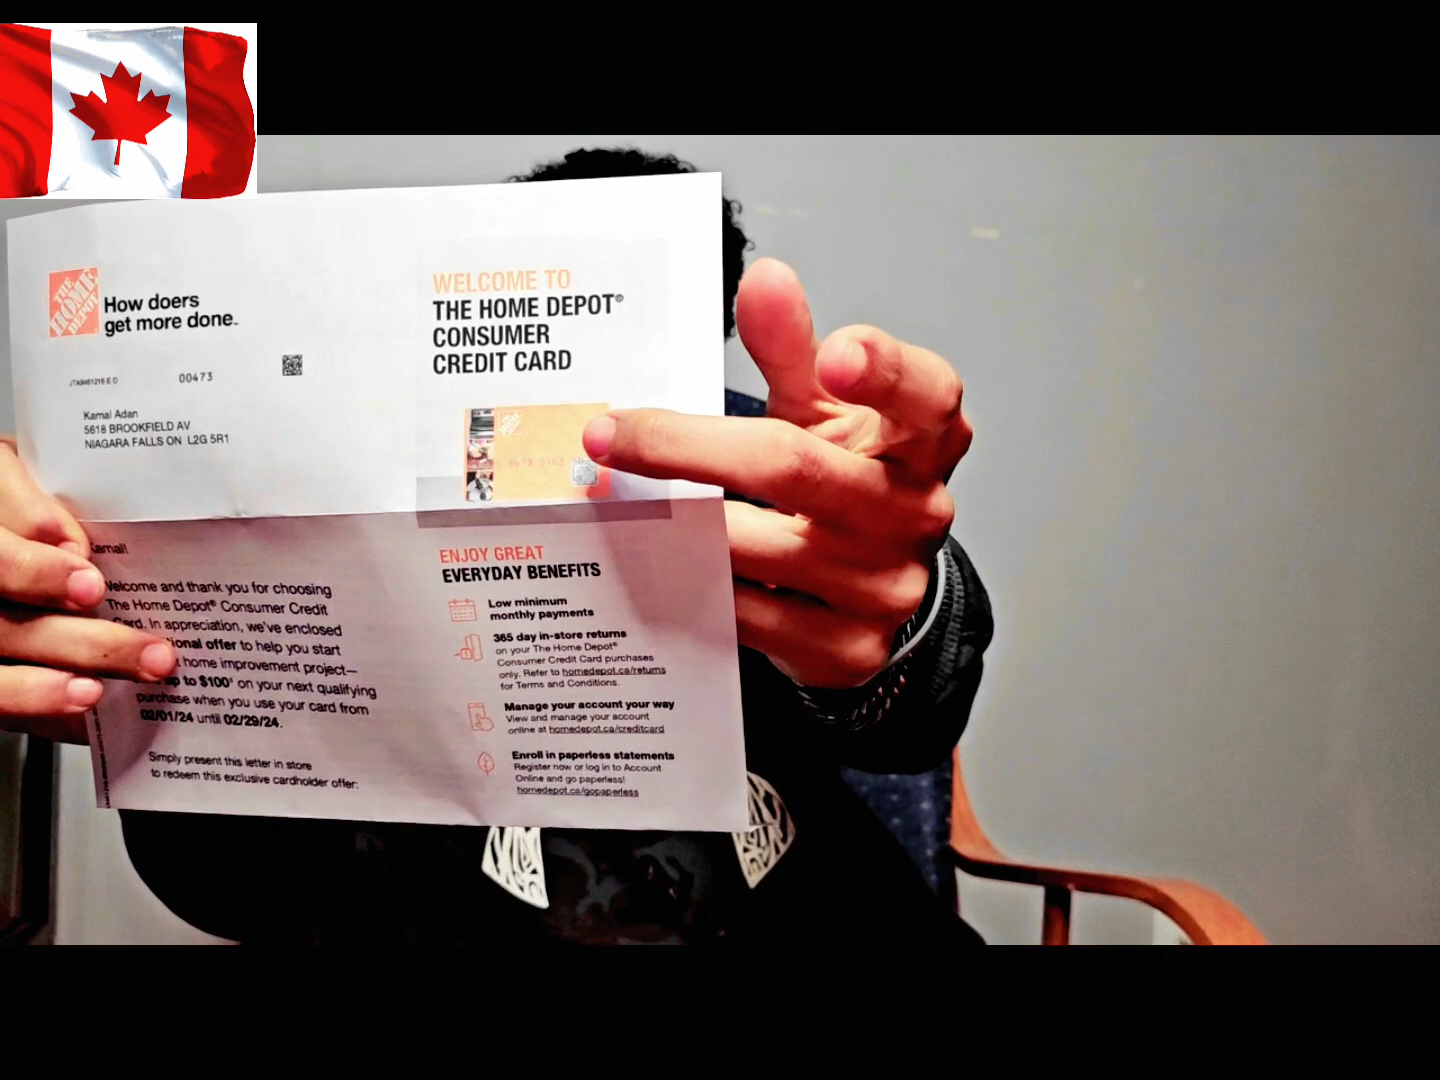 THE
HOME
DEPOT
How doers
get more done™
JTA9461216 E D 00473
Kamal Adan
5618 BROOKFIELD AV
NIAGARA FALLS ON L2G 5R1
WELCOME TO
THE HOME DEPOT®
CONSUMER
CREDIT CARD
Kamal!
Welcome and thank you for choosing
The Home Depot® Consumer Credit
Card. In appreciation, we've enclosed
tional offer to help you start
home improvement project—
up to $100¹ on your next qualifying
purchase when you use your card from
02/01/24 until 02/29/24.
Simply present this letter in store
to redeem this exclusive cardholder offer:
ENJOY GREAT
EVERYDAY BENEFITS
Low minimum
monthly payments
365 day in-store returns
on your The Home Depot®
Consumer Credit Card purchases
only. Refer to homedepot.ca/returns
for Terms and Conditions.
Manage your account your way
View and manage your account
online at homedepot.ca/creditcard
Enroll in paperless statements
Register now or log in to Account
Online and go paperless!
homedepot.ca/gopaperless